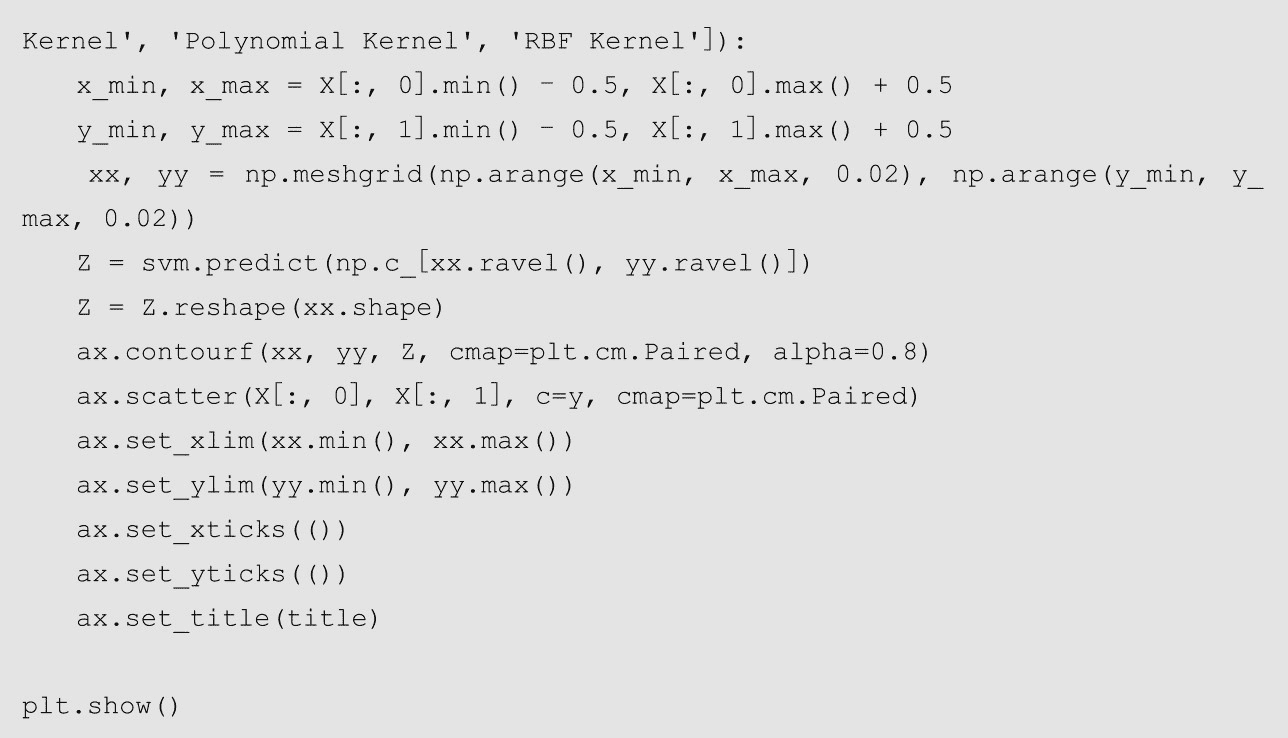 Kernel', 'Polynomial Kernel', 'RBF Kernel']):
    x_min, x_max = X[:, 0].min() − 0.5, X[:, 0].max() + 0.5
    y_min, y_max = X[:, 1].min() − 0.5, X[:, 1].max() + 0.5
    xx, yy = np.meshgrid(np.arange(x_min, x_max, 0.02), np.arange(y_min, y_
max, 0.02))
    Z = svm.predict(np.c_[xx.ravel(), yy.ravel()])
    Z = Z.reshape(xx.shape)
    ax.contourf(xx, yy, Z, cmap=plt.cm.Paired, alpha=0.8)
    ax.scatter(X[:, 0], X[:, 1], c=y, cmap=plt.cm.Paired)
    ax.set_xlim(xx.min(), xx.max())
    ax.set_ylim(yy.min(), yy.max())
    ax.set_xticks(())
    ax.set_yticks(())
    ax.set_title(title)

plt.show()